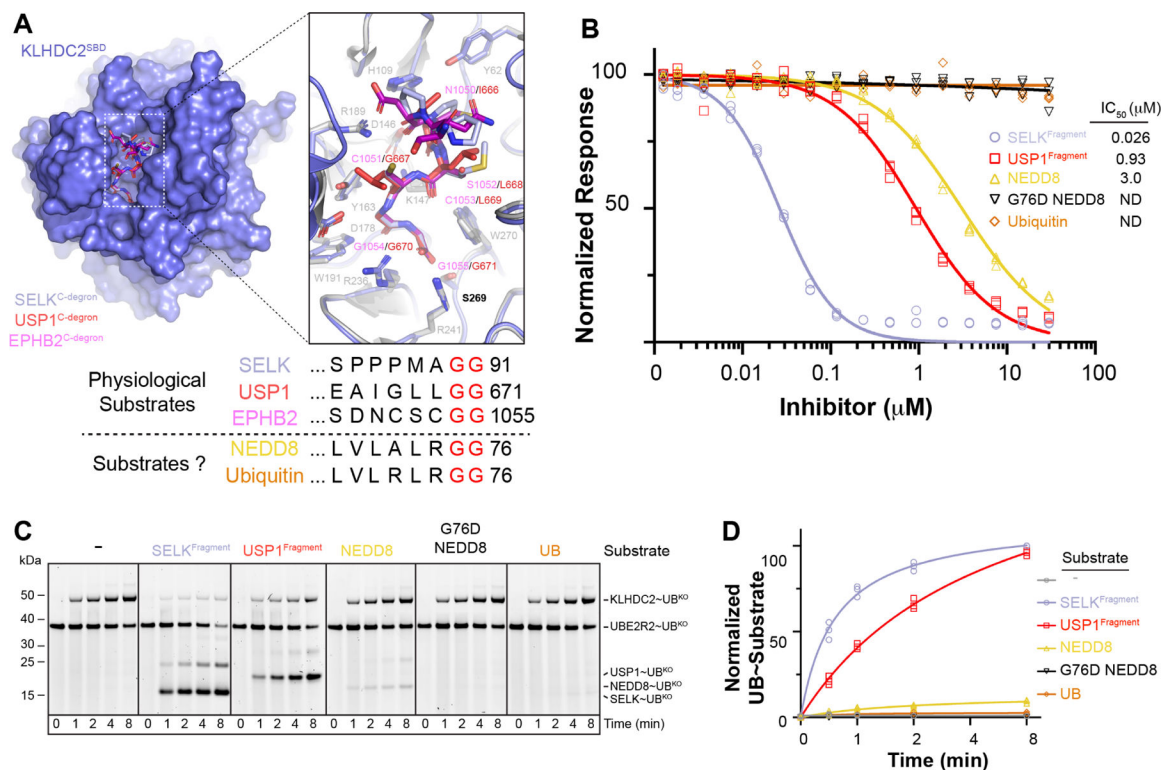 A
KLHDC2SBD
SELKC-degron
USP1C-degron
EPHB2C-degron
H109
Y62
N1050/I666
R189
D146
C1051/G667
S1052/L668
C1053/L669
Y163
K147
D178
W270
G1054/G670
G1055/G671
W191
R236
S269
R241
Physiological
Substrates
SELK ... S P P P M A G G 91
USP1 ... E A I G L L G G 671
EPHB2 ... S D N C S C G G 1055
Substrates ?
NEDD8 ... L V L A L R G G 76
Ubiquitin ... L V L R L R G G 76
B
Normalized Response
100
50
0
0.01
0.1
1
10
100
Inhibitor (µM)
IC50 (µM)
SELKFragment 0.026
USP1Fragment 0.93
NEDD8 3.0
G76D NEDD8 ND
Ubiquitin ND
C
– SELKFragment USP1Fragment NEDD8 G76D NEDD8 UB Substrate
kDa
50
40
30
25
15
KLHDC2~UBKO
UBE2R2~UBKO
USP1~UBKO
NEDD8~UBKO
SELK~UBKO
0 1 2 4 8 0 1 2 4 8 0 1 2 4 8 0 1 2 4 8 0 1 2 4 8 0 1 2 4 8 Time (min)
D
Normalized
UB~Substrate
100
50
0
0 1 2 8
Time (min)
Substrate
-
SELKFragment
USP1Fragment
NEDD8
G76D NEDD8
UB